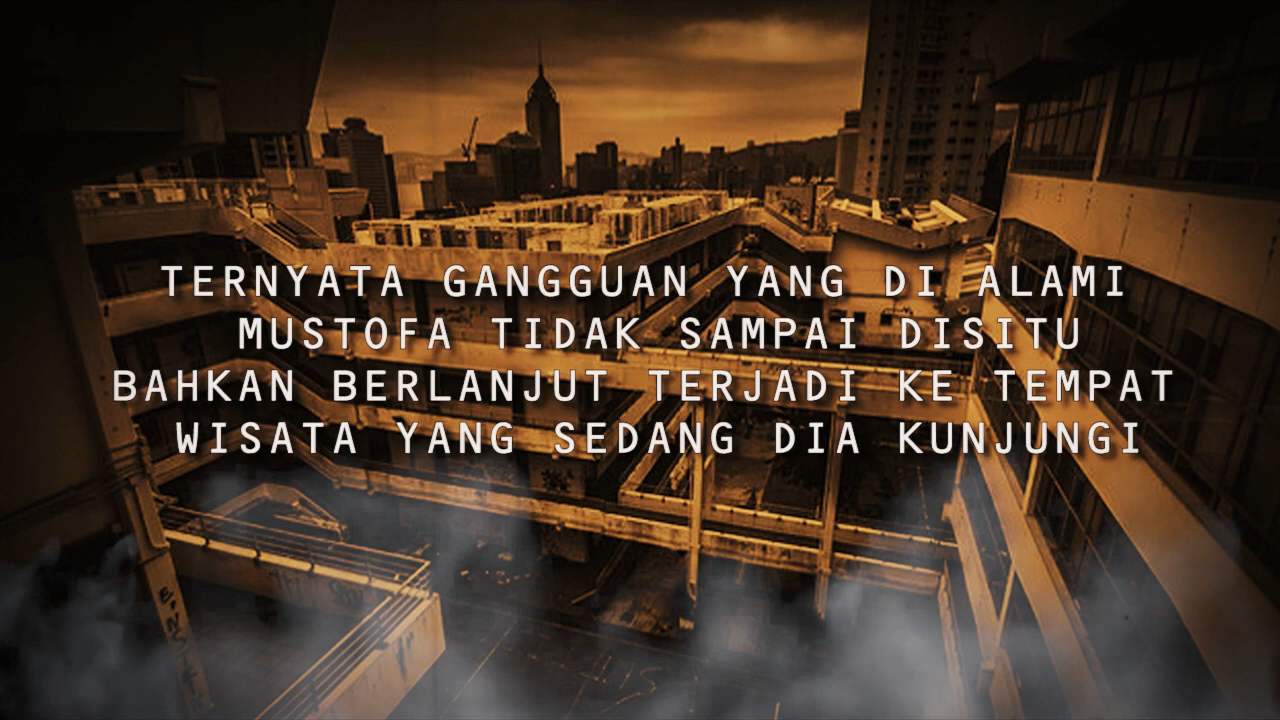 TERNYATA GANGGUAN YANG DI ALAMI
MUSTOFA TIDAK SAMPAI DISITU
BAHKAN BERLANJUT TERJADI KE TEMPAT
WISATA YANG SEDANG DIA KUNJUNGI